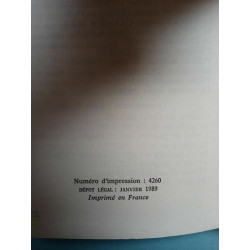 Numéro d'impression : 4260
DÉPÔT LÉGAL : JANVIER 1989
Imprimé en France